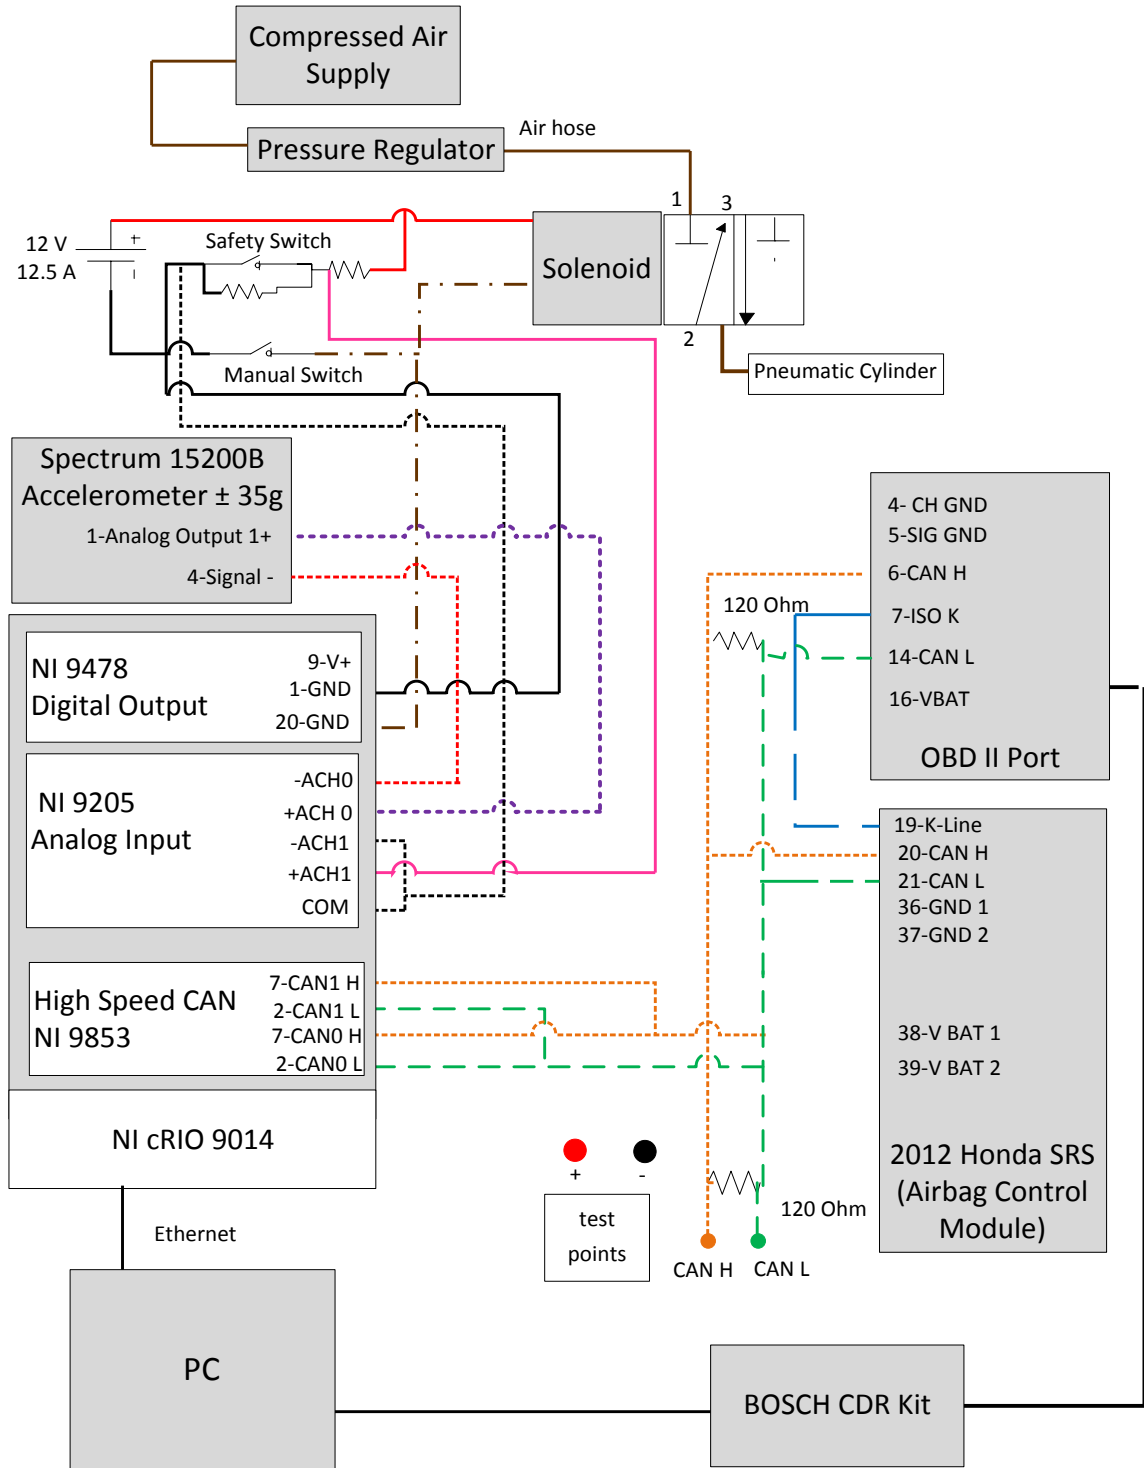 Compressed Air
Supply
Air hose
Pressure Regulator
1
3
12 V
12.5 A
+
-
Safety Switch
Solenoid
2
Manual Switch
Pneumatic Cylinder
Spectrum 15200B
Accelerometer ± 35g
1-Analog Output 1+
4-Signal -
4- CH GND
5-SIG GND
6-CAN H
7-ISO K
14-CAN L
16-VBAT
OBD II Port
120 Ohm
NI 9478
Digital Output
9-V+
1-GND
20-GND
NI 9205
Analog Input
-ACH0
+ACH 0
-ACH1
+ACH1
COM
19-K-Line
20-CAN H
21-CAN L
36-GND 1
37-GND 2
38-V BAT 1
39-V BAT 2
2012 Honda SRS
(Airbag Control
Module)
High Speed CAN
NI 9853
7-CAN1 H
2-CAN1 L
7-CAN0 H
2-CAN0 L
NI cRIO 9014
+
-
test
points
120 Ohm
CAN H
CAN L
Ethernet
PC
BOSCH CDR Kit